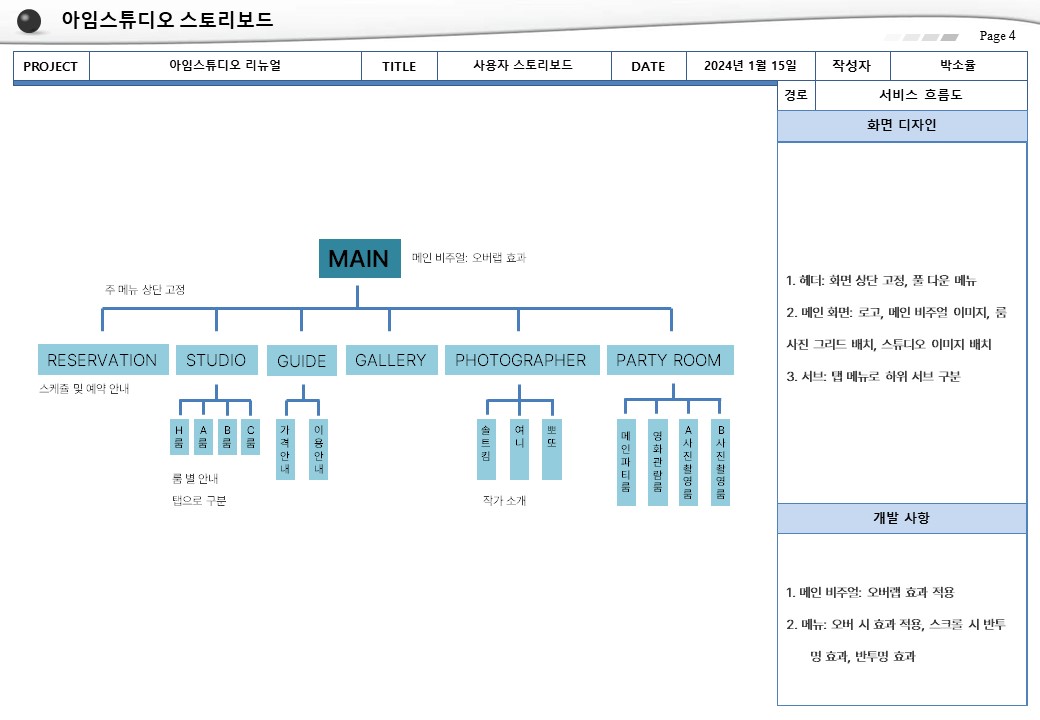 아임스튜디오 스토리보드
Page 4
PROJECT 아임스튜디오 리뉴얼 TITLE 사용자 스토리보드 DATE 2024년 1월 15일 작성자 박소율
경로 서비스 흐름도
화면 디자인
MAIN 메인 비주얼: 오버랩 효과
주 메뉴 상단 고정
RESERVATION STUDIO GUIDE GALLERY PHOTOGRAPHER PARTY ROOM
스케쥴 및 예약 안내
H룸 A룸 B룸 C룸 가격안내 이용안내 솔트킴 여니 뽀또 메인파티룸 영화관람룸 A사진촬영룸 B사진촬영룸
룸 별 안내
탭으로 구분
작가 소개
1. 헤더: 화면 상단 고정, 풀 다운 메뉴
2. 메인 화면: 로고, 메인 비주얼 이미지, 룸
사진 그리드 배치, 스튜디오 이미지 배치
3. 서브: 탭 메뉴로 하위 서브 구분
개발 사항
1. 메인 비주얼: 오버랩 효과 적용
2. 메뉴: 오버 시 효과 적용, 스크롤 시 반투
명 효과, 반투명 효과